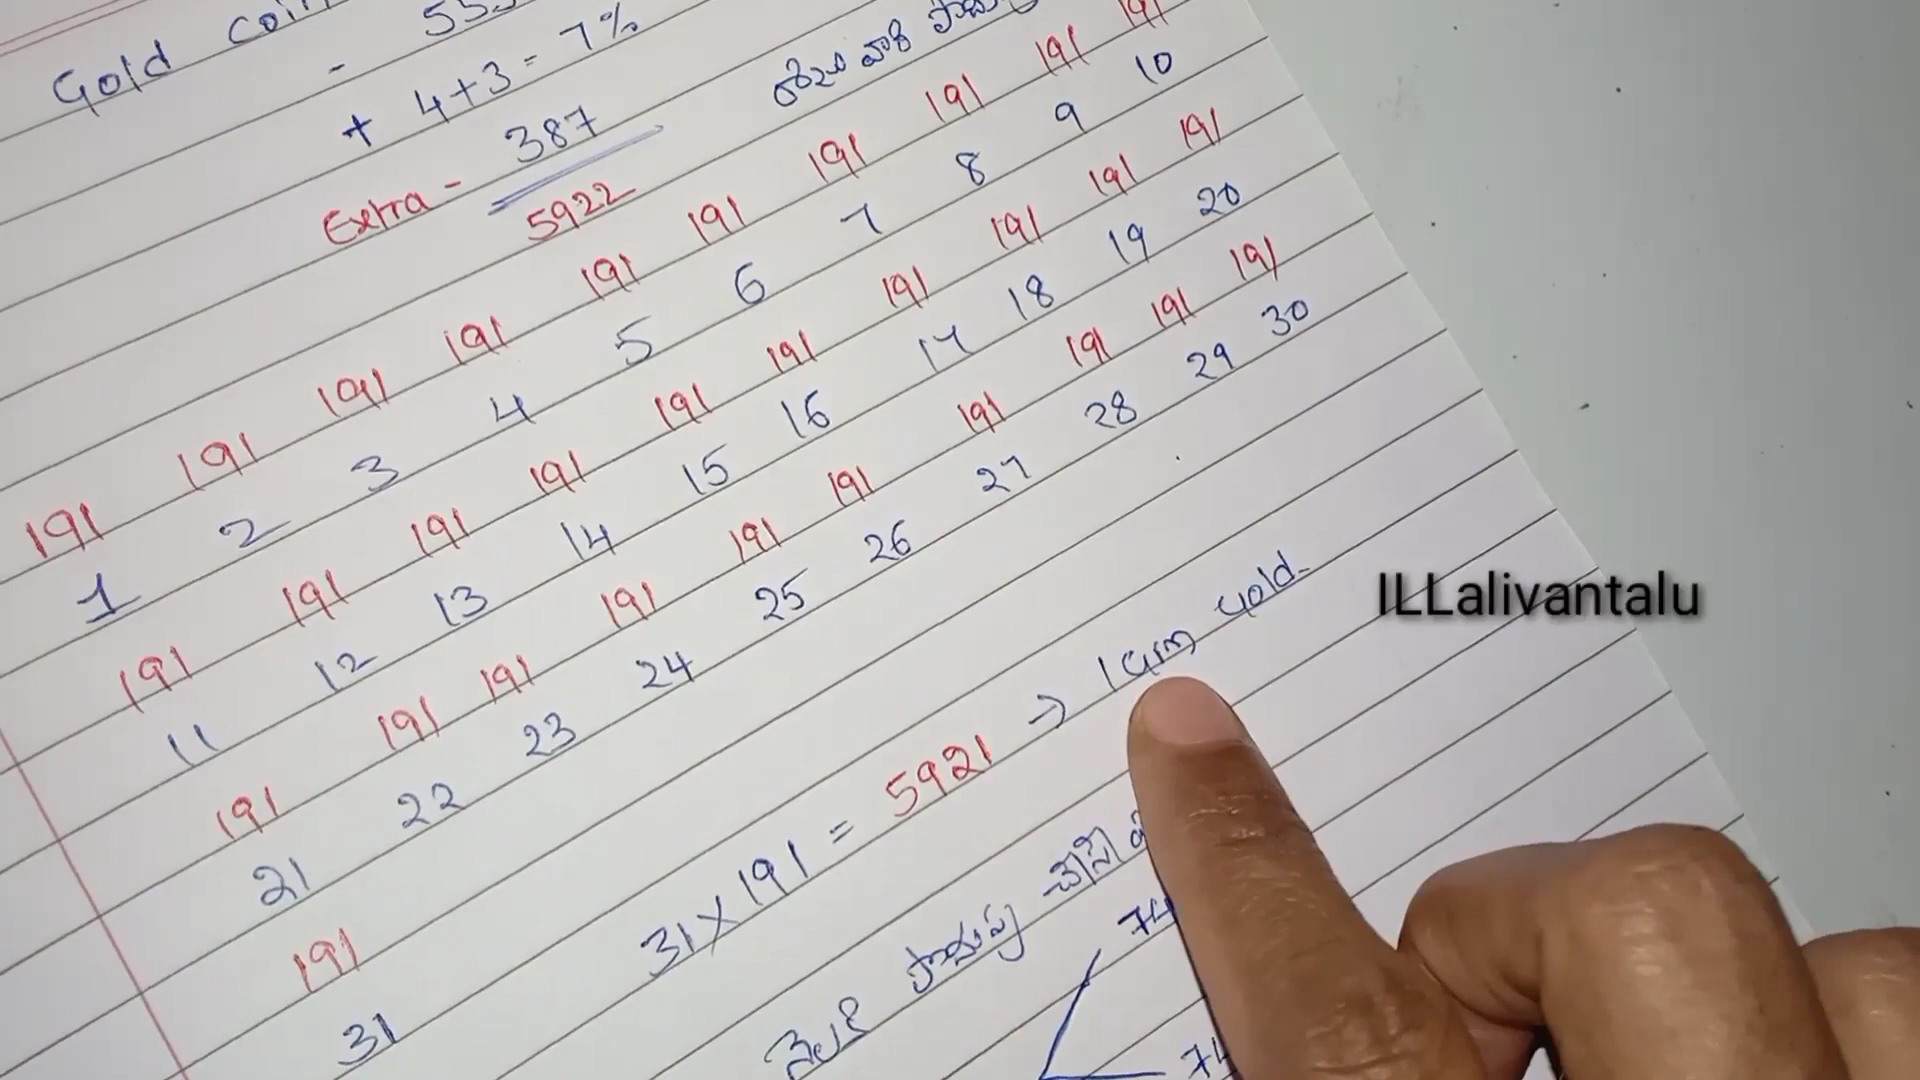 Gold coin
-
+ 4+3 = 7%
Extra - 387
5922
191 191 191 191 191 191 191 191 191 191
1 2 3 4 5 6 7 8 9 10
191 191 191 191 191 191 191 191 191 191
11 12 13 14 15 16 17 18 19 20
191 191 191 191 191 191 191 191 191 191
21 22 23 24 25 26 27 28 29 30
191
31
31 x 191 = 5921 → 1 Grm Gold.
పొదుపు
ILLalivantalu